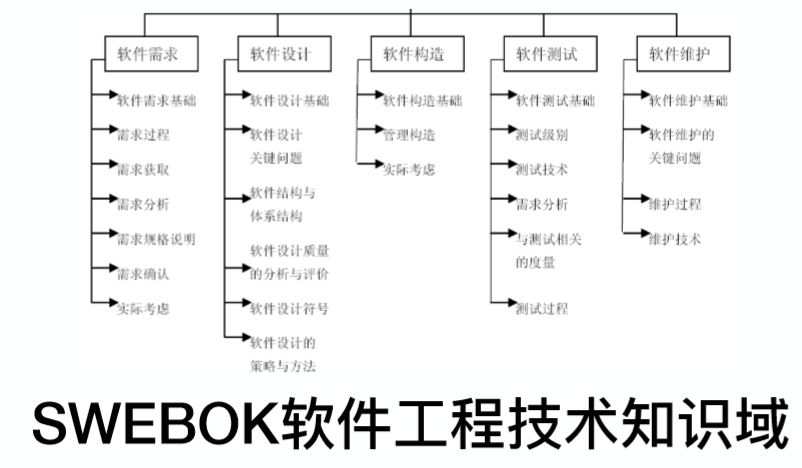 软件需求
软件需求基础
需求过程
需求获取
需求分析
需求规格说明
需求确认
实际考虑
软件设计
软件设计基础
软件设计
关键问题
软件结构与
体系结构
软件设计质量
的分析与评价
软件设计符号
软件设计的
策略与方法
软件构造
软件构造基础
管理构造
实际考虑
软件测试
软件测试基础
测试级别
测试技术
需求分析
与测试相关
的度量
测试过程
软件维护
软件维护基础
软件维护的
关键问题
维护过程
维护技术
SWEBOK软件工程技术知识域